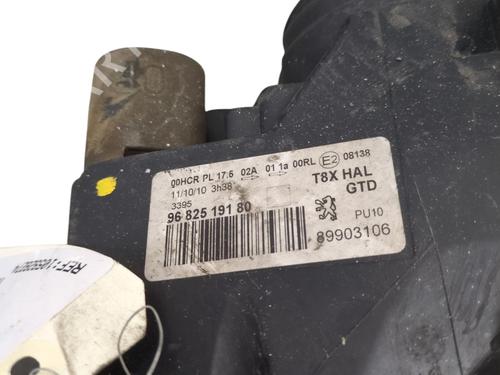 00HCR PL 17.5 02A 01 1a 00RL E2 08138
11/10/10 3h38
3395
T8X HAL
GTD
96 825 191 80
PU10
89903106